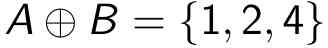 A ⊕ B = {1, 2, 4}